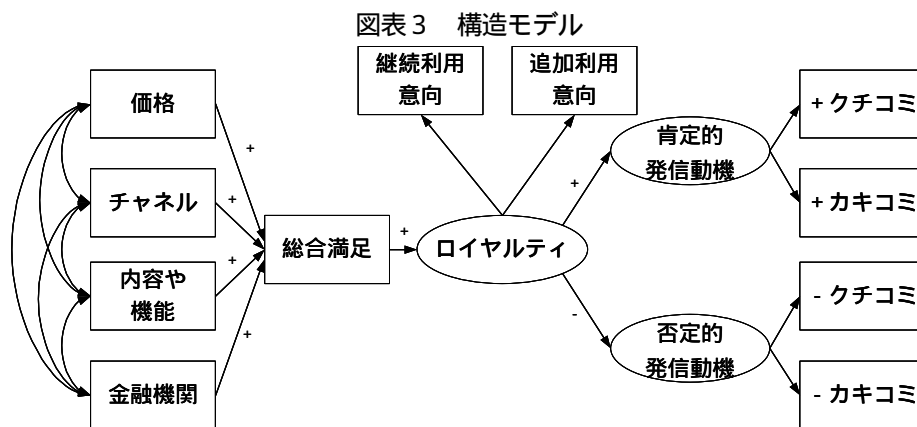 図表３　構造モデル
継続利用
意向
追加利用
意向
価格
チャネル
内容や
機能
金融機関
+
+
+
+
総合満足
+
ロイヤルティ
+
-
肯定的
発信動機
否定的
発信動機
+ クチコミ
+ カキコミ
- クチコミ
- カキコミ